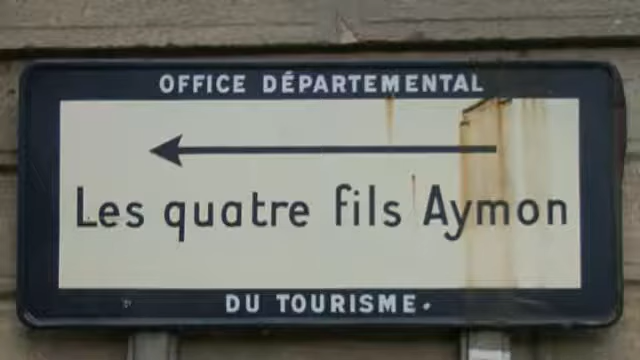 OFFICE DÉPARTEMENTAL
Les quatre fils Aymon
DU TOURISME.